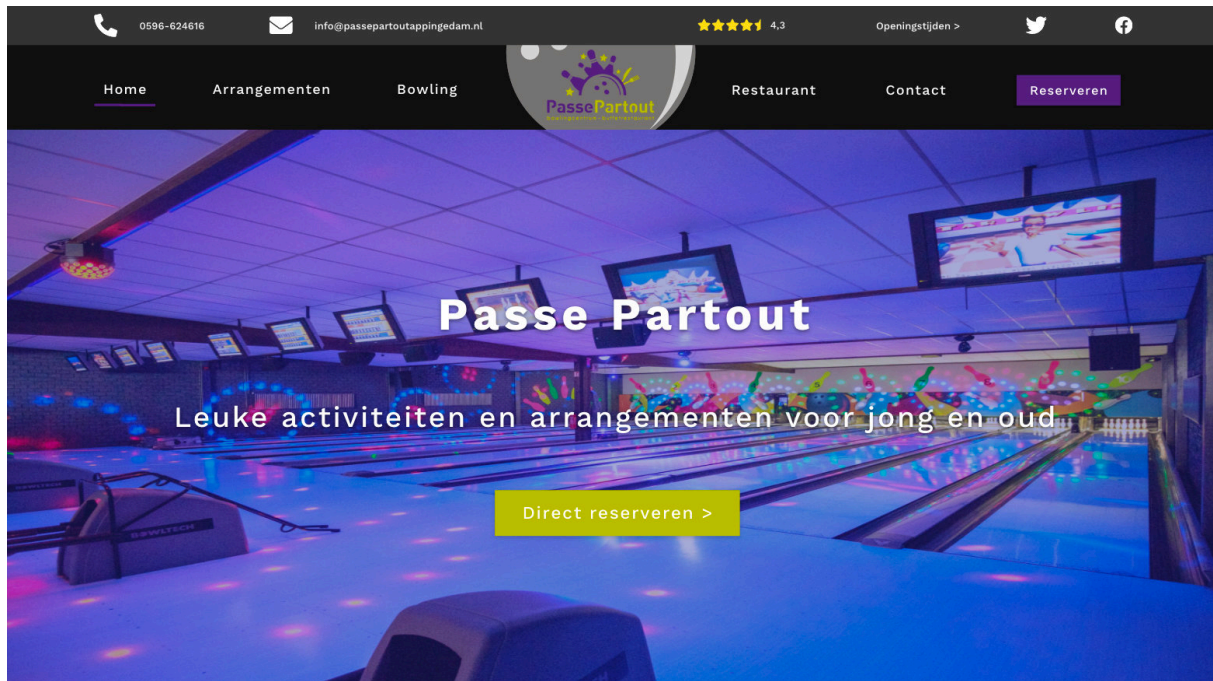 0596-624616
info@passepartoutappingedam.nl
4,3
Openingstijden >
Home
Arrangementen
Bowling
PassePartout
Restaurant
Contact
Reserveren
Passe Partout
Leuke activiteiten en arrangementen voor jong en oud
BOWLTECH
Direct reserveren >